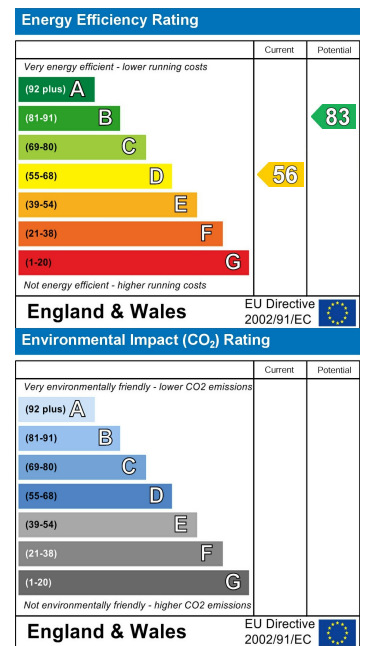 Energy Efficiency Rating
Current Potential
Very energy efficient - lower running costs
(92 plus) A
(81-91) B
83
(69-80) C
(55-68) D
56
(39-54) E
(21-38) F
(1-20) G
Not energy efficient - higher running costs
England & Wales
EU Directive
2002/91/EC
Environmental Impact (CO₂) Rating
Current Potential
Very environmentally friendly - lower CO2 emissions
(92 plus) A
(81-91) B
(69-80) C
(55-68) D
(39-54) E
(21-38) F
(1-20) G
Not environmentally friendly - higher CO2 emissions
England & Wales
EU Directive
2002/91/EC